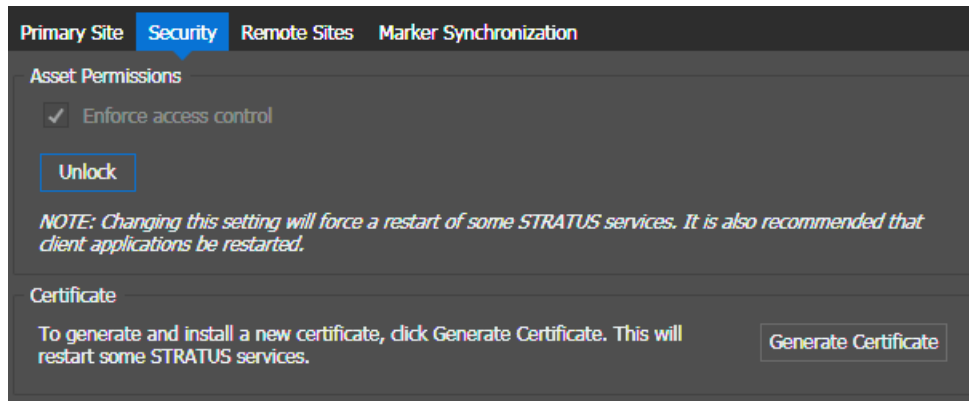 Primary Site Security Remote Sites Marker Synchronization
Asset Permissions
Enforce access control
Unlock
NOTE: Changing this setting will force a restart of some STRATUS services. It is also recommended that
client applications be restarted.
Certificate
To generate and install a new certificate, click Generate Certificate. This will
restart some STRATUS services.
Generate Certificate